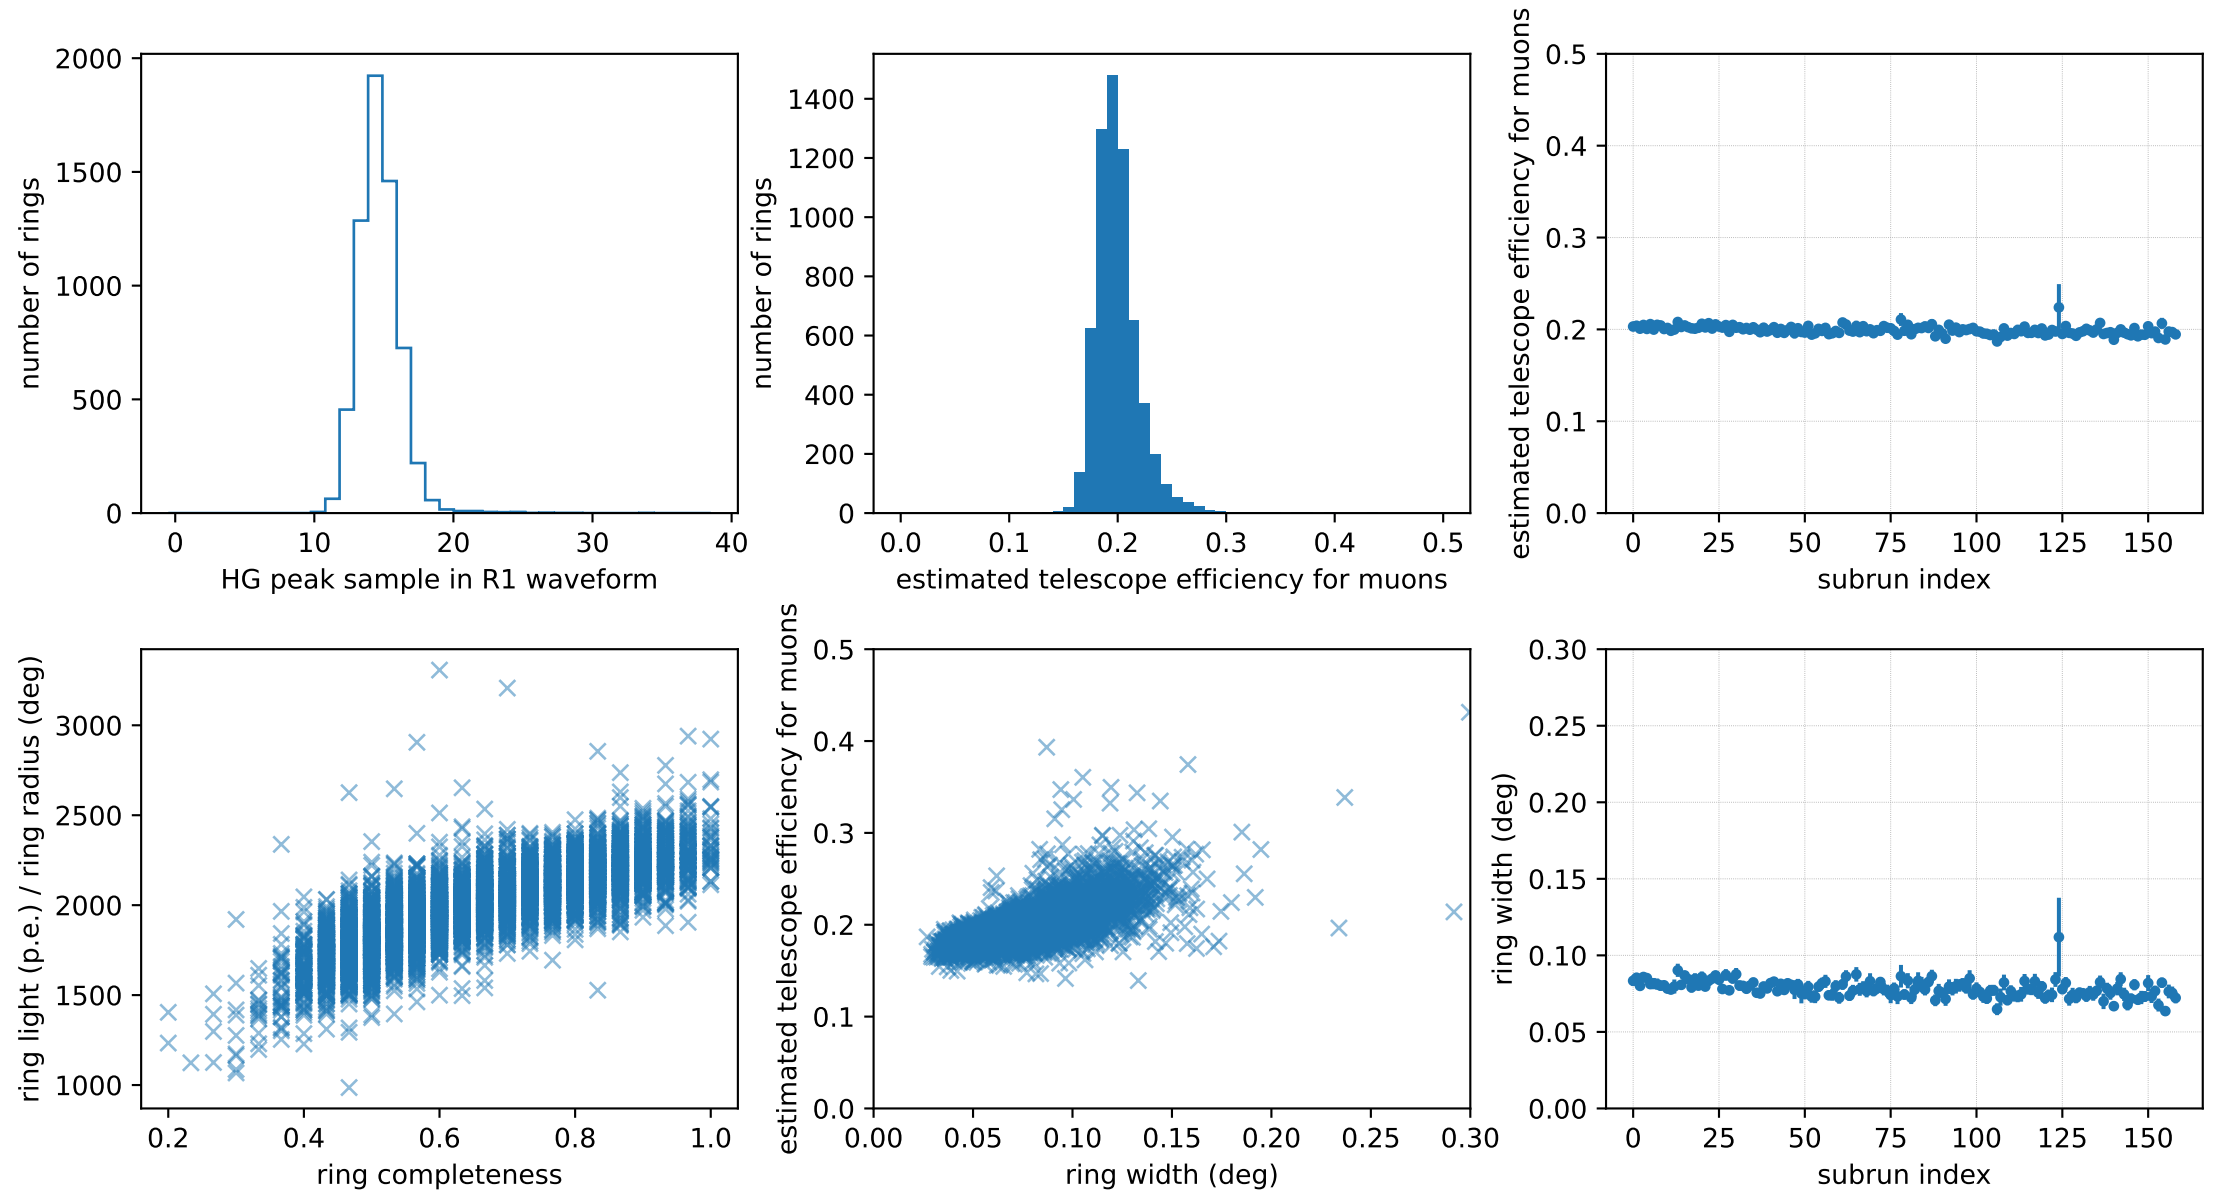 number of rings
2000
1500
1000
500
0
0 10 20 30 40
HG peak sample in R1 waveform
number of rings
1400
1200
1000
800
600
400
200
0
0.0 0.1 0.2 0.3 0.4 0.5
estimated telescope efficiency for muons
estimated telescope efficiency for muons
0.5
0.4
0.3
0.2
0.1
0.0
0 25 50 75 100 125 150
subrun index
ring light (p.e.) / ring radius (deg)
3000
2500
2000
1500
1000
0.2 0.4 0.6 0.8 1.0
ring completeness
estimated telescope efficiency for muons
0.5
0.4
0.3
0.2
0.1
0.0
0.00 0.05 0.10 0.15 0.20 0.25 0.30
ring width (deg)
ring width (deg)
0.30
0.25
0.20
0.15
0.10
0.05
0.00
0 25 50 75 100 125 150
subrun index